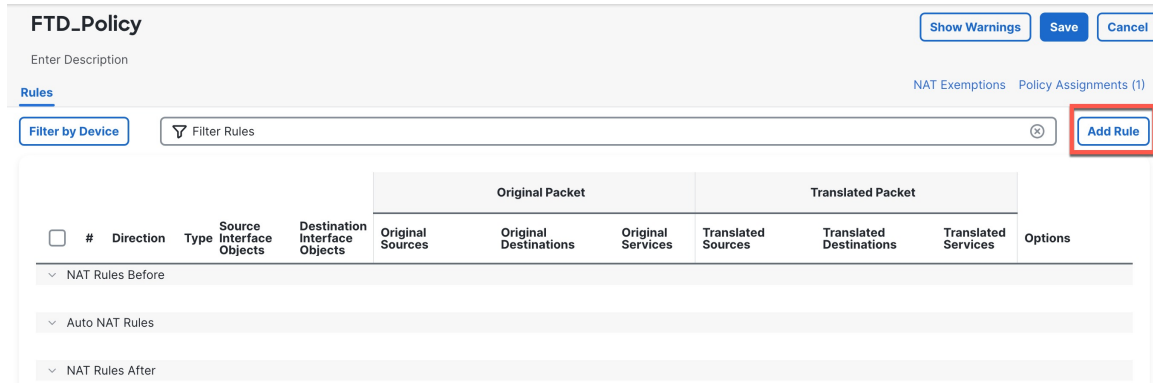 FTD_Policy
Show Warnings Save Cancel
Enter Description
NAT Exemptions Policy Assignments (1)
Rules
Filter by Device Filter Rules Add Rule
Original Packet Translated Packet
# Direction Type Source Interface Objects Destination Interface Objects Original Sources Original Destinations Original Services Translated Sources Translated Destinations Translated Services Options
NAT Rules Before
Auto NAT Rules
NAT Rules After